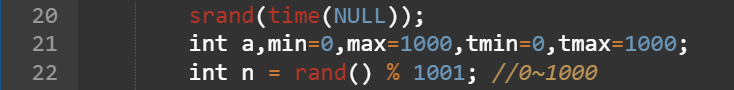 20 srand(time(NULL));
21 int a,min=0,max=1000,tmin=0,tmax=1000;
22 int n = rand() % 1001; //0~1000